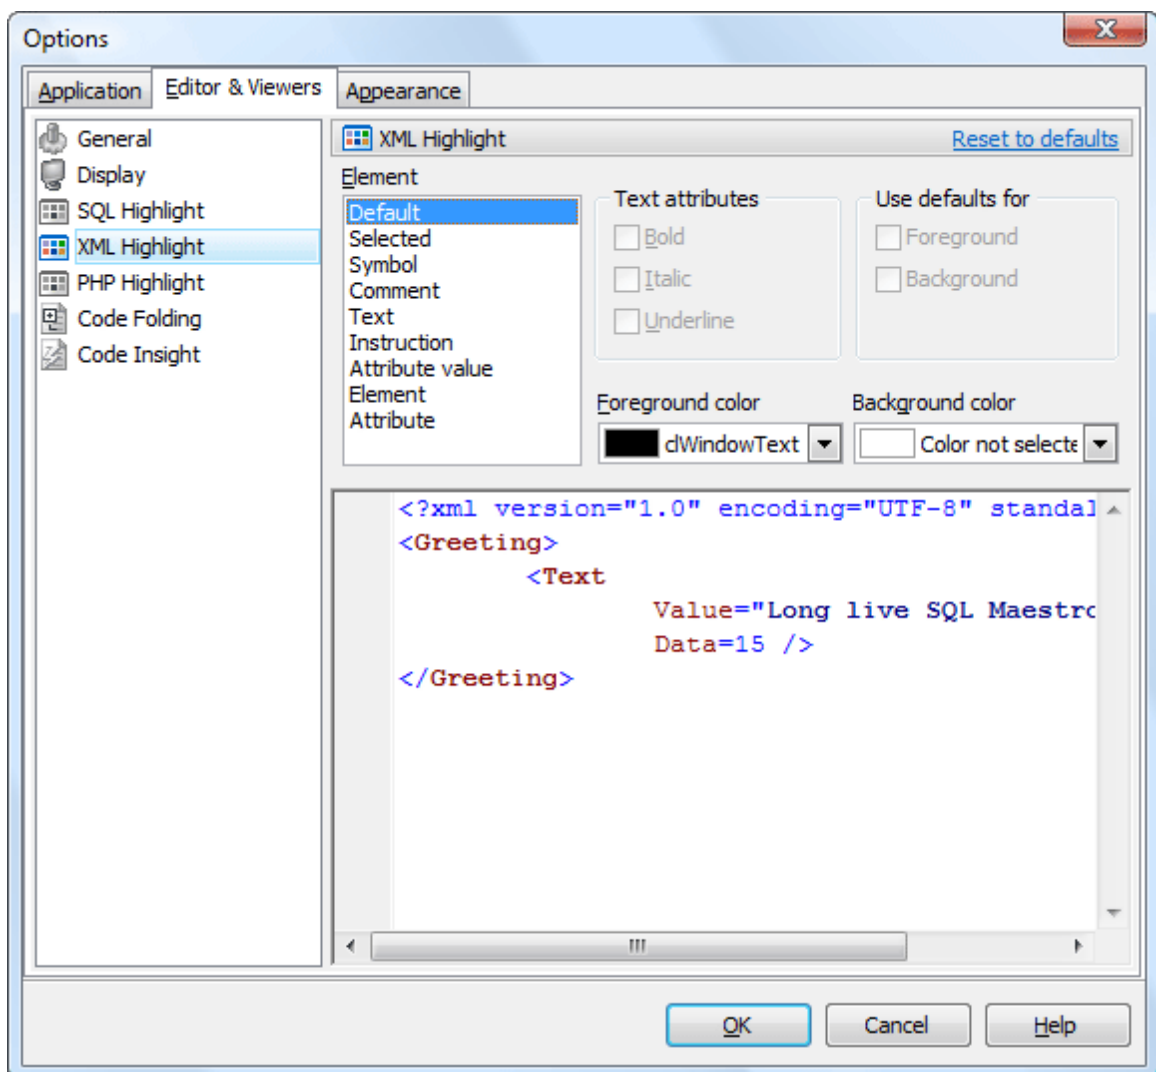 Options
Application
Editor & Viewers
Appearance
General
Display
SQL Highlight
XML Highlight
PHP Highlight
Code Folding
Code Insight
XML Highlight
Reset to defaults
Element
Default
Selected
Symbol
Comment
Text
Instruction
Attribute value
Element
Attribute
Text attributes
Bold
Italic
Underline
Use defaults for
Foreground
Background
Foreground color
clWindowText
Background color
Color not selecte
<?xml version="1.0" encoding="UTF-8" standal
<Greeting>
<Text
Value="Long live SQL Maestro
Data=15 />
</Greeting>
OK
Cancel
Help